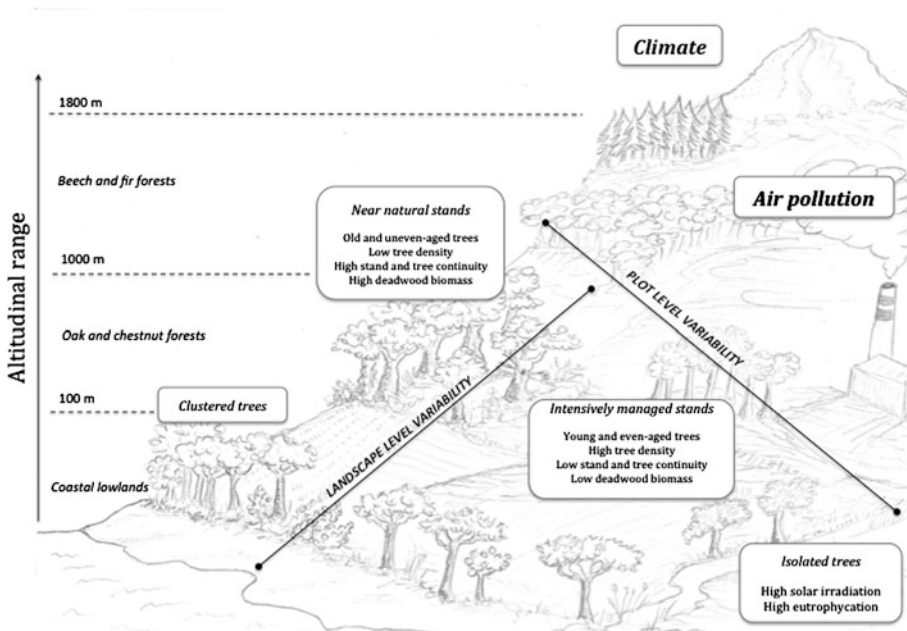 Climate
1800 m
Beech and fir forests
Air pollution
Altitudinal range
Near natural stands
Old and uneven-aged trees
Low tree density
High stand and tree continuity
High deadwood biomass
1000 m
PLOT LEVEL VARIABILITY
Oak and chestnut forests
100 m
Clustered trees
LANDSCAPE LEVEL VARIABILITY
Intensively managed stands
Young and even-aged trees
High tree density
Low stand and tree continuity
Low deadwood biomass
Coastal lowlands
Isolated trees
High solar irradiation
High eutrophycation